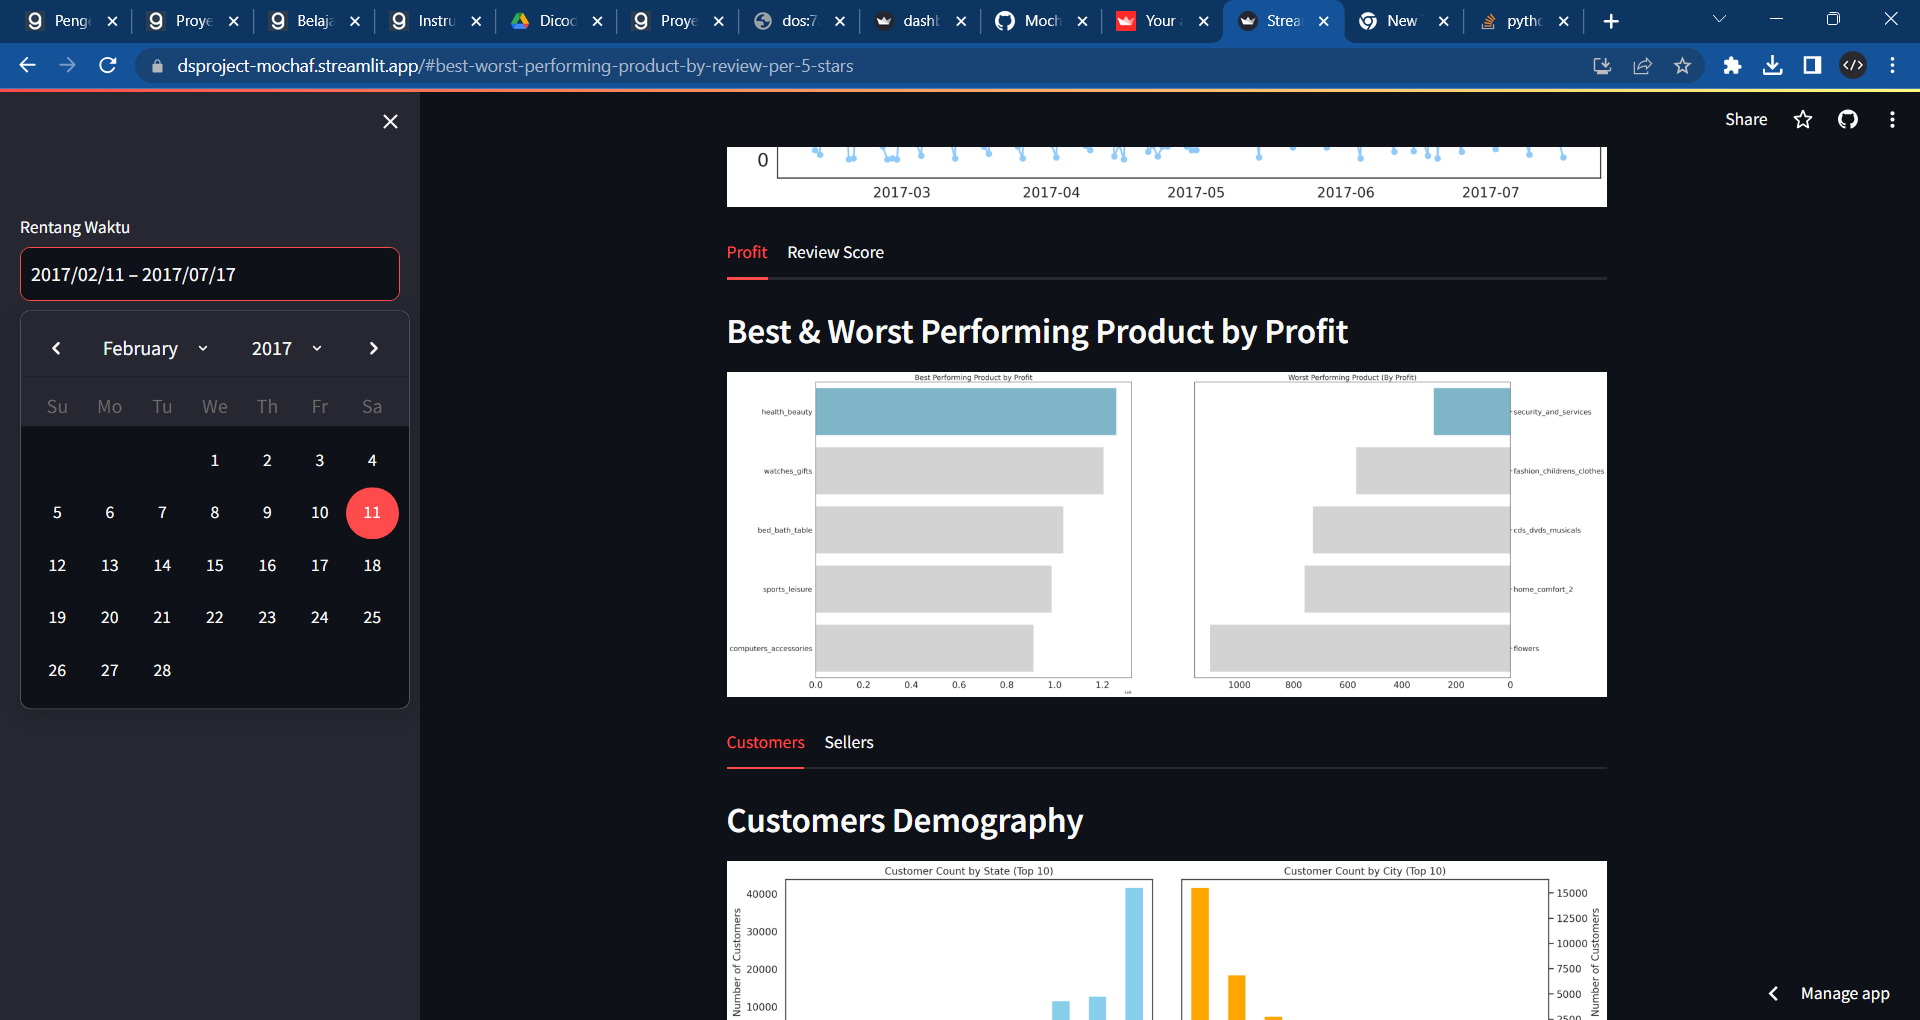 Penge
Proye
Belaja
Instru
Dicod
Proye
dos:7
dashb
Moch
Your a
Strea
New
pytho
dsproject-mochaf.streamlit.app/#best-worst-performing-product-by-review-per-5-stars
Share
Rentang Waktu
2017/02/11 – 2017/07/17
February 2017
Su Mo Tu We Th Fr Sa
1 2 3 4
5 6 7 8 9 10 11
12 13 14 15 16 17 18
19 20 21 22 23 24 25
26 27 28
0
2017-03 2017-04 2017-05 2017-06 2017-07
Profit Review Score
Best & Worst Performing Product by Profit
Best Performing Product by Profit
health_beauty
watches_gifts
bed_bath_table
sports_leisure
computers_accessories
0.0 0.2 0.4 0.6 0.8 1.0 1.2
1e6
Worst Performing Product (By Profit)
security_and_services
fashion_childrens_clothes
cds_dvds_musicals
home_comfort_2
flowers
1000 800 600 400 200 0
Customers Sellers
Customers Demography
Customer Count by State (Top 10)
Number of Customers
40000
30000
20000
10000
Customer Count by City (Top 10)
15000
12500
10000
7500
5000
2500
Number of Customers
Manage app